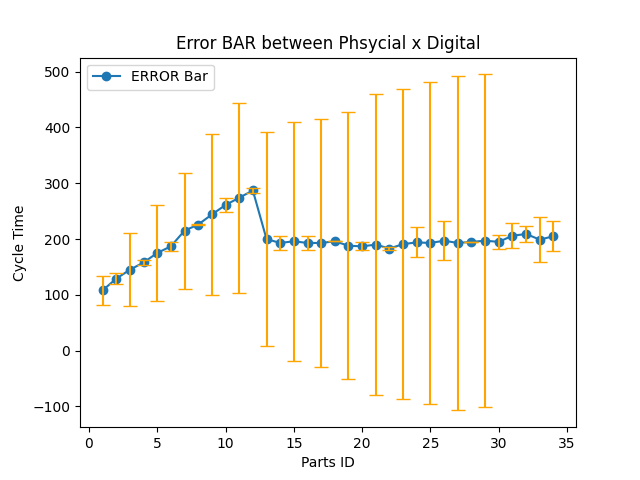 Error BAR between Phsycial x Digital
ERROR Bar
500
400
300
200
100
0
−100
Cycle Time
0 5 10 15 20 25 30 35
Parts ID